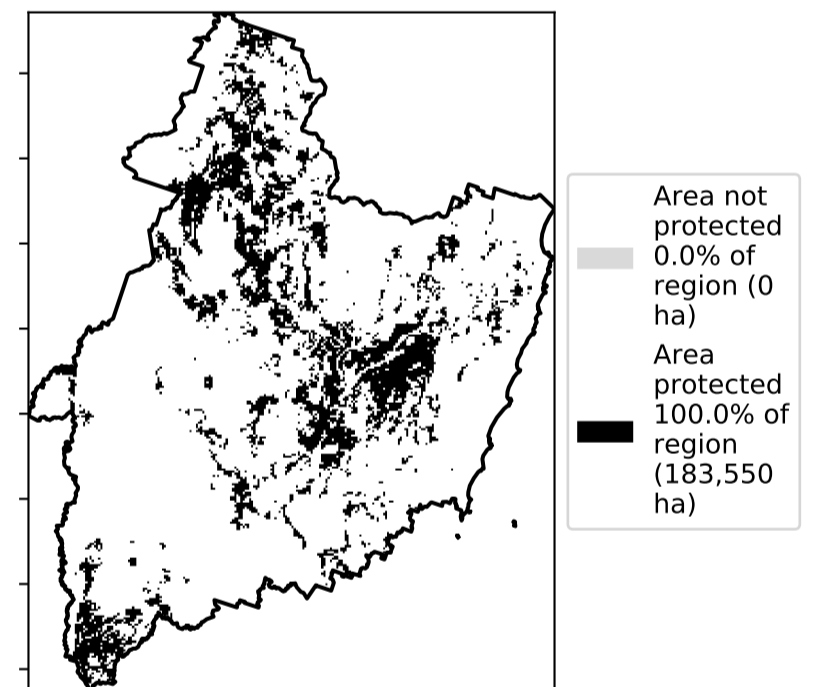 Area not
protected
0.0% of
region (0
ha)
Area
protected
100.0% of
region
(183,550
ha)